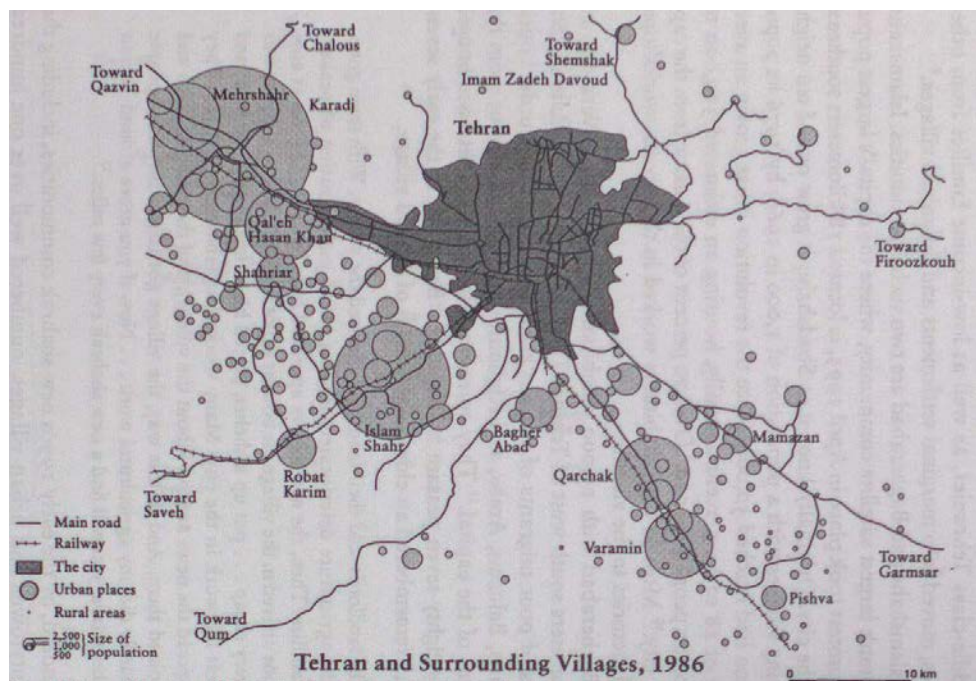 Toward
Chalous
Toward
Qazvin
Mehrshahr
Karadj
Toward
Shemshak
Imam Zadeh Davoud
Tehran
Qal'eh
Hasan Khan
Toward
Firoozkouh
Shahriar
Islam
Shahr
Bagher
Abad
Mamazan
Robat
Karim
Qarchak
Toward
Saveh
Varamin
Toward
Garmsar
Pishva
Toward
Qum
Main road
Railway
The city
Urban places
Rural areas
2,500
1,000
500
Size of
population
Tehran and Surrounding Villages, 1986
0
10 km